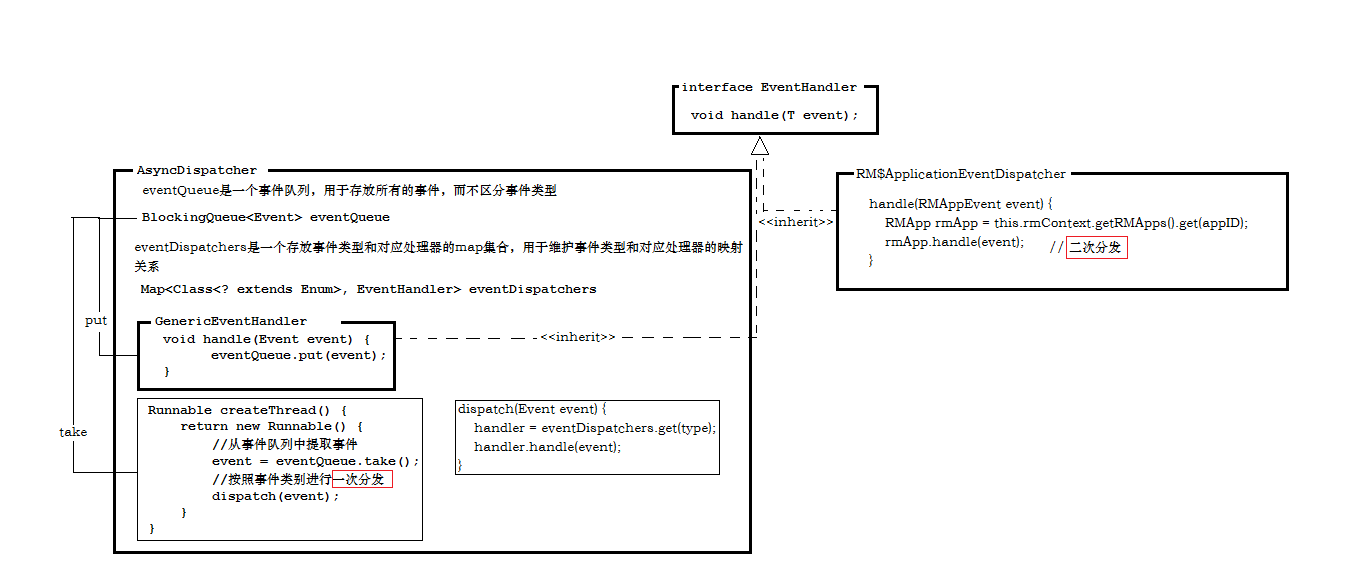 interface EventHandler
void handle(T event);
AsyncDispatcher
eventQueue是一个事件队列，用于存放所有的事件，而不区分事件类型
BlockingQueue<Event> eventQueue
eventDispatchers是一个存放事件类型和对应处理器的map集合，用于维护事件类型和对应处理器的映射
关系
Map<Class<? extends Enum>, EventHandler> eventDispatchers
put
GenericEventHandler
void handle(Event event) {
eventQueue.put(event);
}
<<inherit>>
take
Runnable createThread() {
return new Runnable() {
//从事件队列中提取事件
event = eventQueue.take();
//按照事件类别进行一次分发
dispatch(event);
}
}
dispatch(Event event) {
handler = eventDispatchers.get(type);
handler.handle(event);
}
<<inherit>>
RM$ApplicationEventDispatcher
handle(RMAppEvent event) {
RMApp rmApp = this.rmContext.getRMApps().get(appID);
rmApp.handle(event); // 二次分发
}